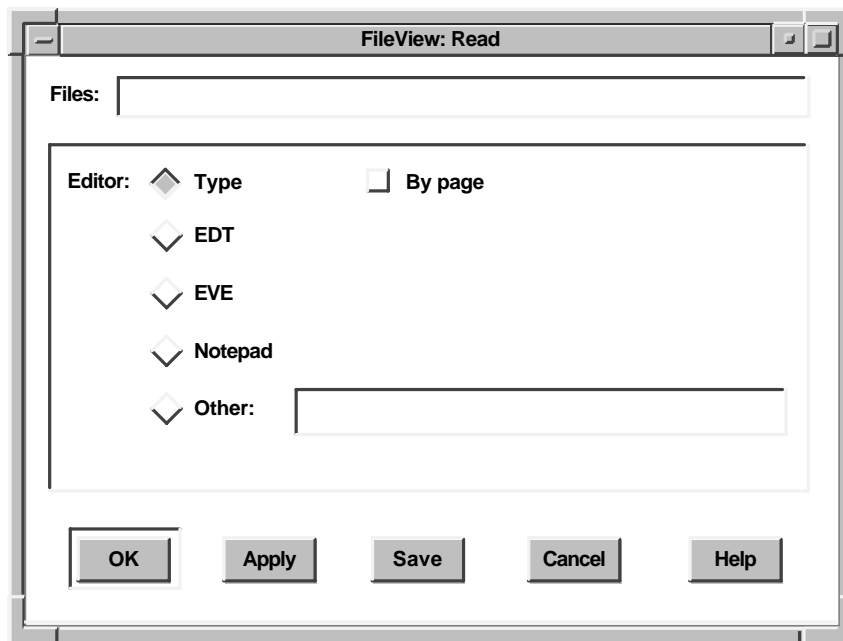 FileView: Read
Files:
Editor: Type By page
EDT
EVE
Notepad
Other:
OK Apply Save Cancel Help